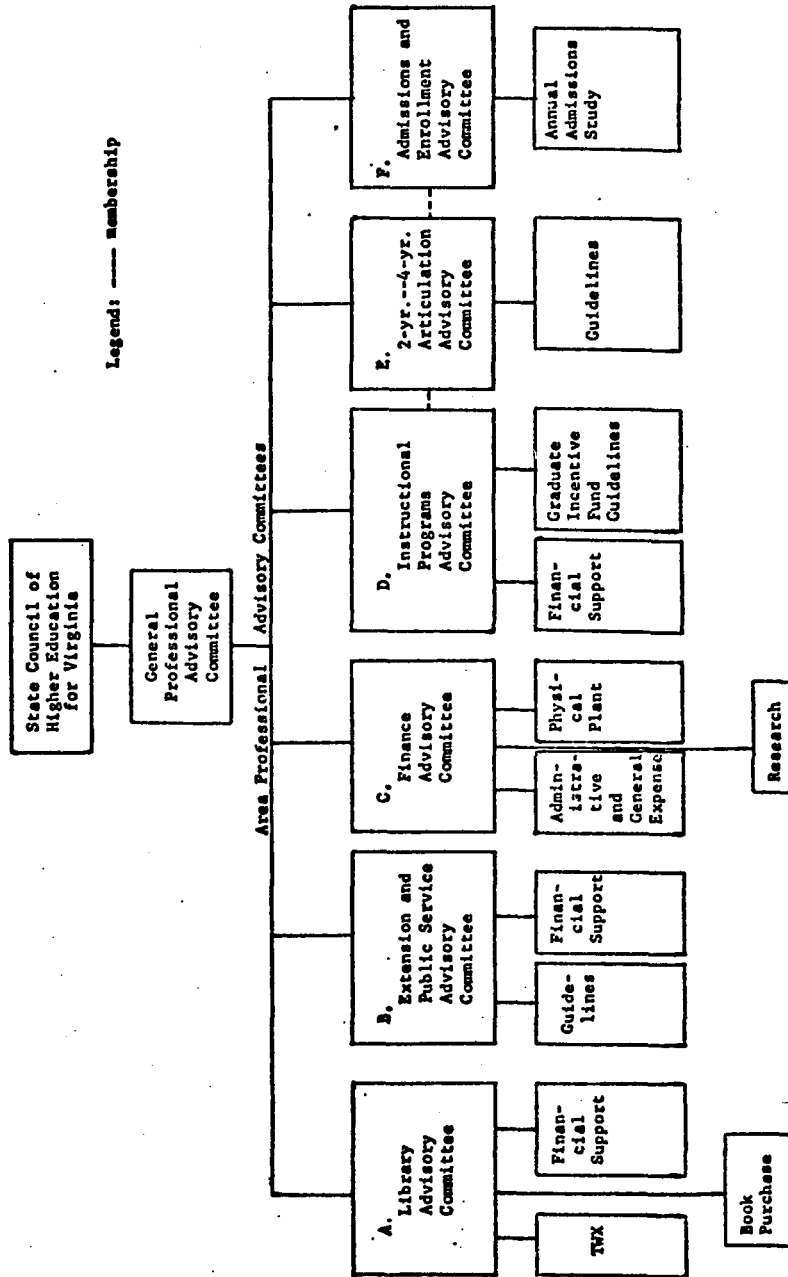 State Council of
Higher Education
for Virginia
General
Professional
Advisory
Committee
Legend: ---- membership
Area Professional Advisory Committees
A. Library
Advisory
Committee
B. Extension and
Public Service
Advisory
Committee
C. Finance
Advisory
Committee
D. Instructional
Programs
Advisory
Committee
E. 2-yr.--4-yr.
Articulation
Advisory
Committee
F. Admissions and
Enrollment
Advisory
Committee
TWX
Book
Purchase
Finan-
cial
Support
Guide-
lines
Finan-
cial
Support
Admin-
istra-
tive
and
General
Expense
Research
Physi-
cal
Plant
Finan-
cial
Support
Graduate
Incentive
Fund
Guidelines
Guidelines
Annual
Admissions
Study